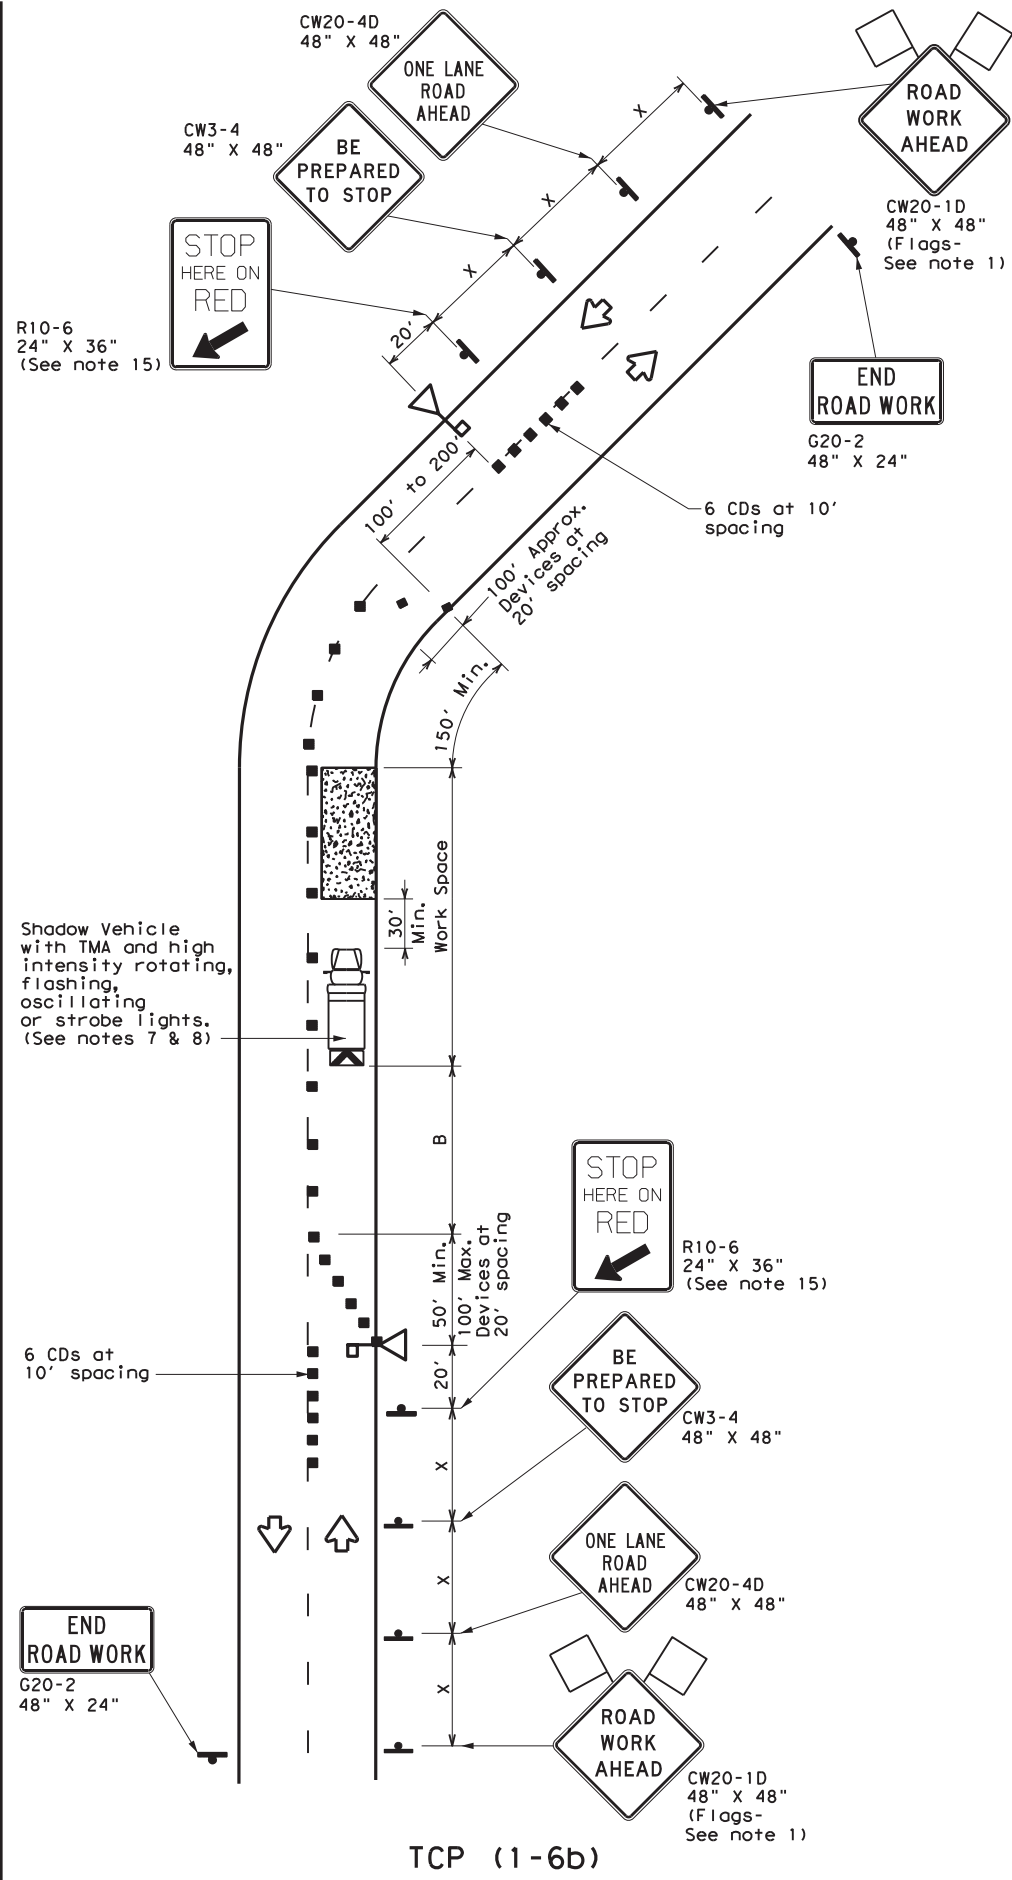 CW20-4D
48" X 48"
ONE LANE
ROAD
AHEAD
CW3-4
48" X 48"
BE
PREPARED
TO STOP
ROAD
WORK
AHEAD
CW20-1D
48" X 48"
(Flags-
See note 1)
X
X
X
20'
STOP
HERE ON
RED
R10-6
24" X 36"
(See note 15)
END
ROAD WORK
G20-2
48" X 24"
100' to 200'
6 CDs at 10'
spacing
100' Approx.
Devices at
20' spacing
150' Min.
Work Space
30'
Min.
Shadow Vehicle
with TMA and high
intensity rotating,
flashing,
oscillating
or strobe lights.
(See notes 7 & 8)
B
50' Min.
100' Max.
Devices at
20' spacing
STOP
HERE ON
RED
R10-6
24" X 36"
(See note 15)
6 CDs at
10' spacing
20'
BE
PREPARED
TO STOP
CW3-4
48" X 48"
X
X
X
ONE LANE
ROAD
AHEAD
CW20-4D
48" X 48"
END
ROAD WORK
G20-2
48" X 24"
ROAD
WORK
AHEAD
CW20-1D
48" X 48"
(Flags-
See note 1)
TCP (1-6b)